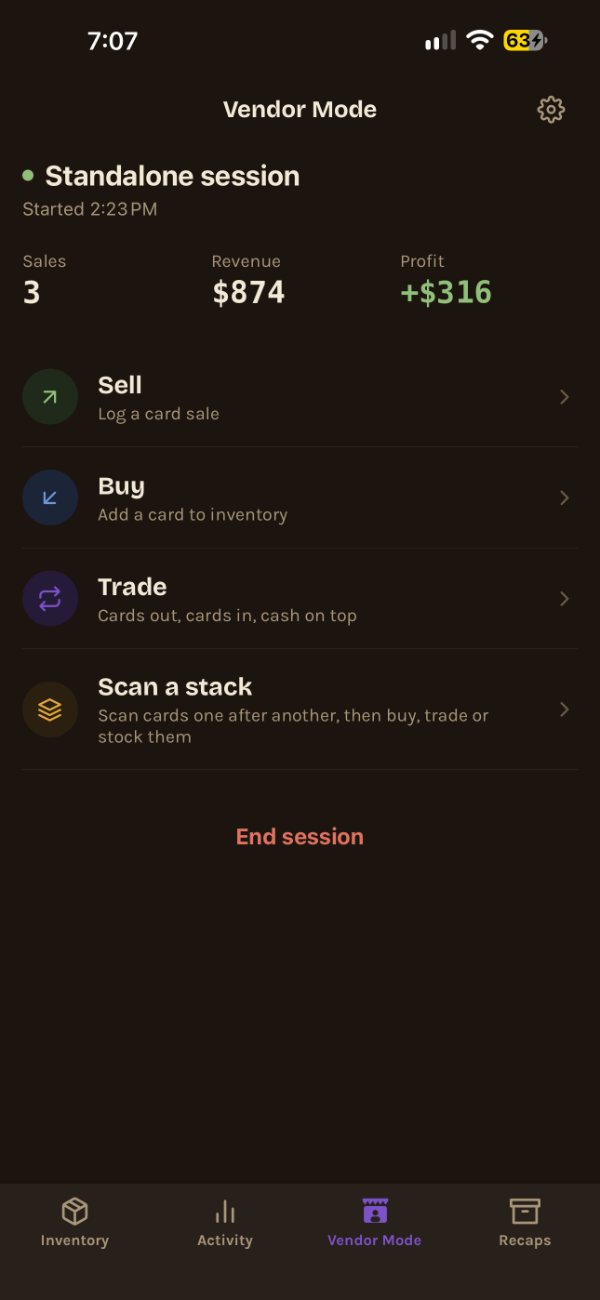 7:07
63
Vendor Mode
Standalone session
Started 2:23 PM
Sales
Revenue
Profit
3
$874
+$316
Sell
Log a card sale
Buy
Add a card to inventory
Trade
Cards out, cards in, cash on top
Scan a stack
Scan cards one after another, then buy, trade or
stock them
End session
Inventory
Activity
Vendor Mode
Recaps